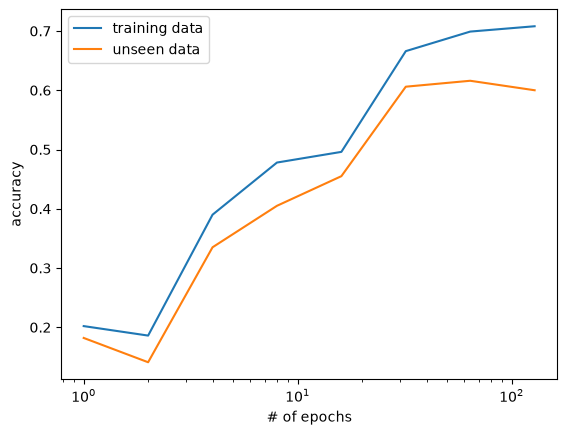 training data
unseen data
0.7
0.6
0.5
0.4
0.3
0.2
accuracy
10⁰ 10¹ 10²
# of epochs